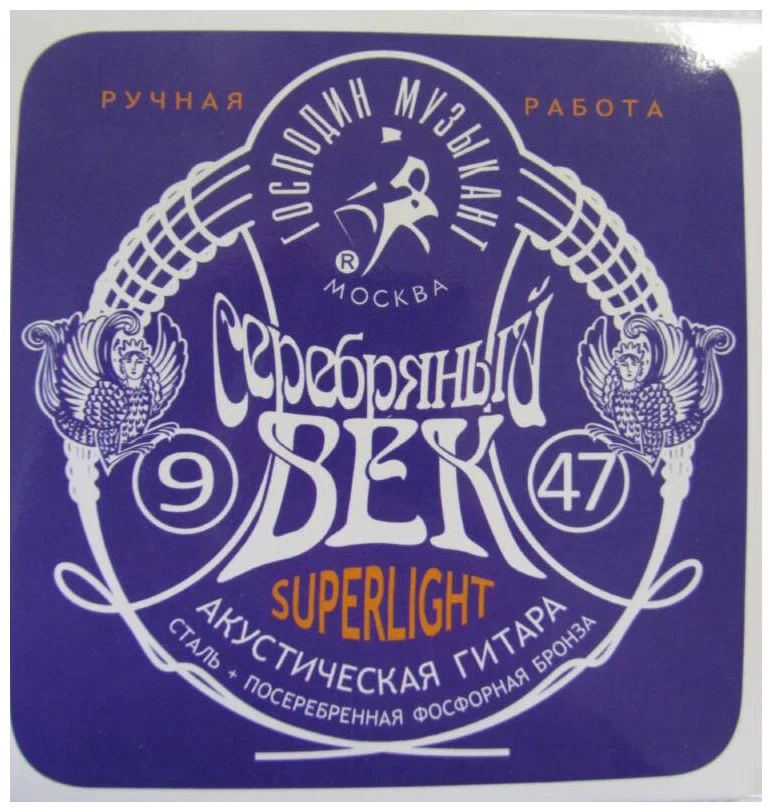 РУЧНАЯ РАБОТА
ГОСПОДИН МУЗЫКАНТ
®
МОСКВА
Серебряный
ВЕК
9 47
SUPERLIGHT
АКУСТИЧЕСКАЯ ГИТАРА
СТАЛЬ + ПОСЕРЕБРЕННАЯ ФОСФОРНАЯ БРОНЗА